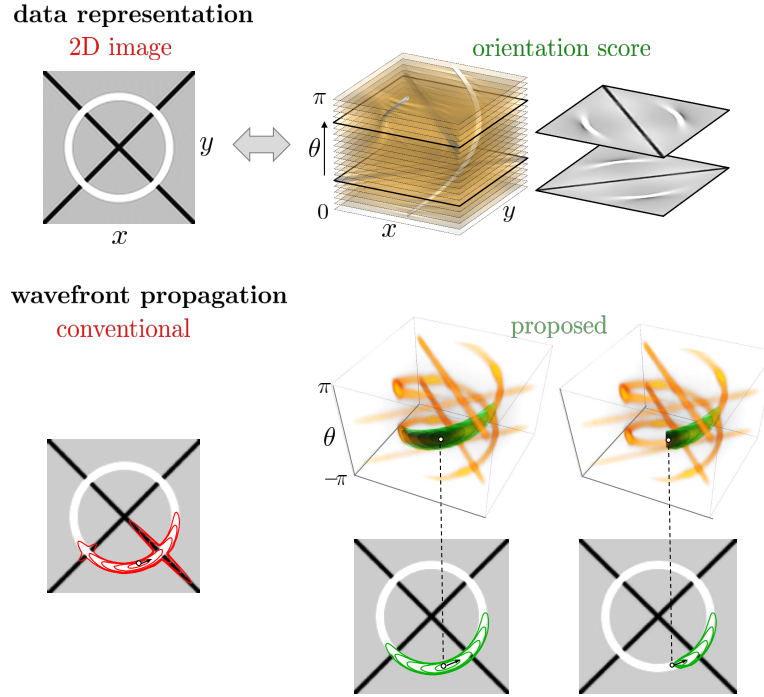 data representation
2D image
orientation score
π
y
θ
0
x
y
x
wavefront propagation
conventional
proposed
π
θ
−π